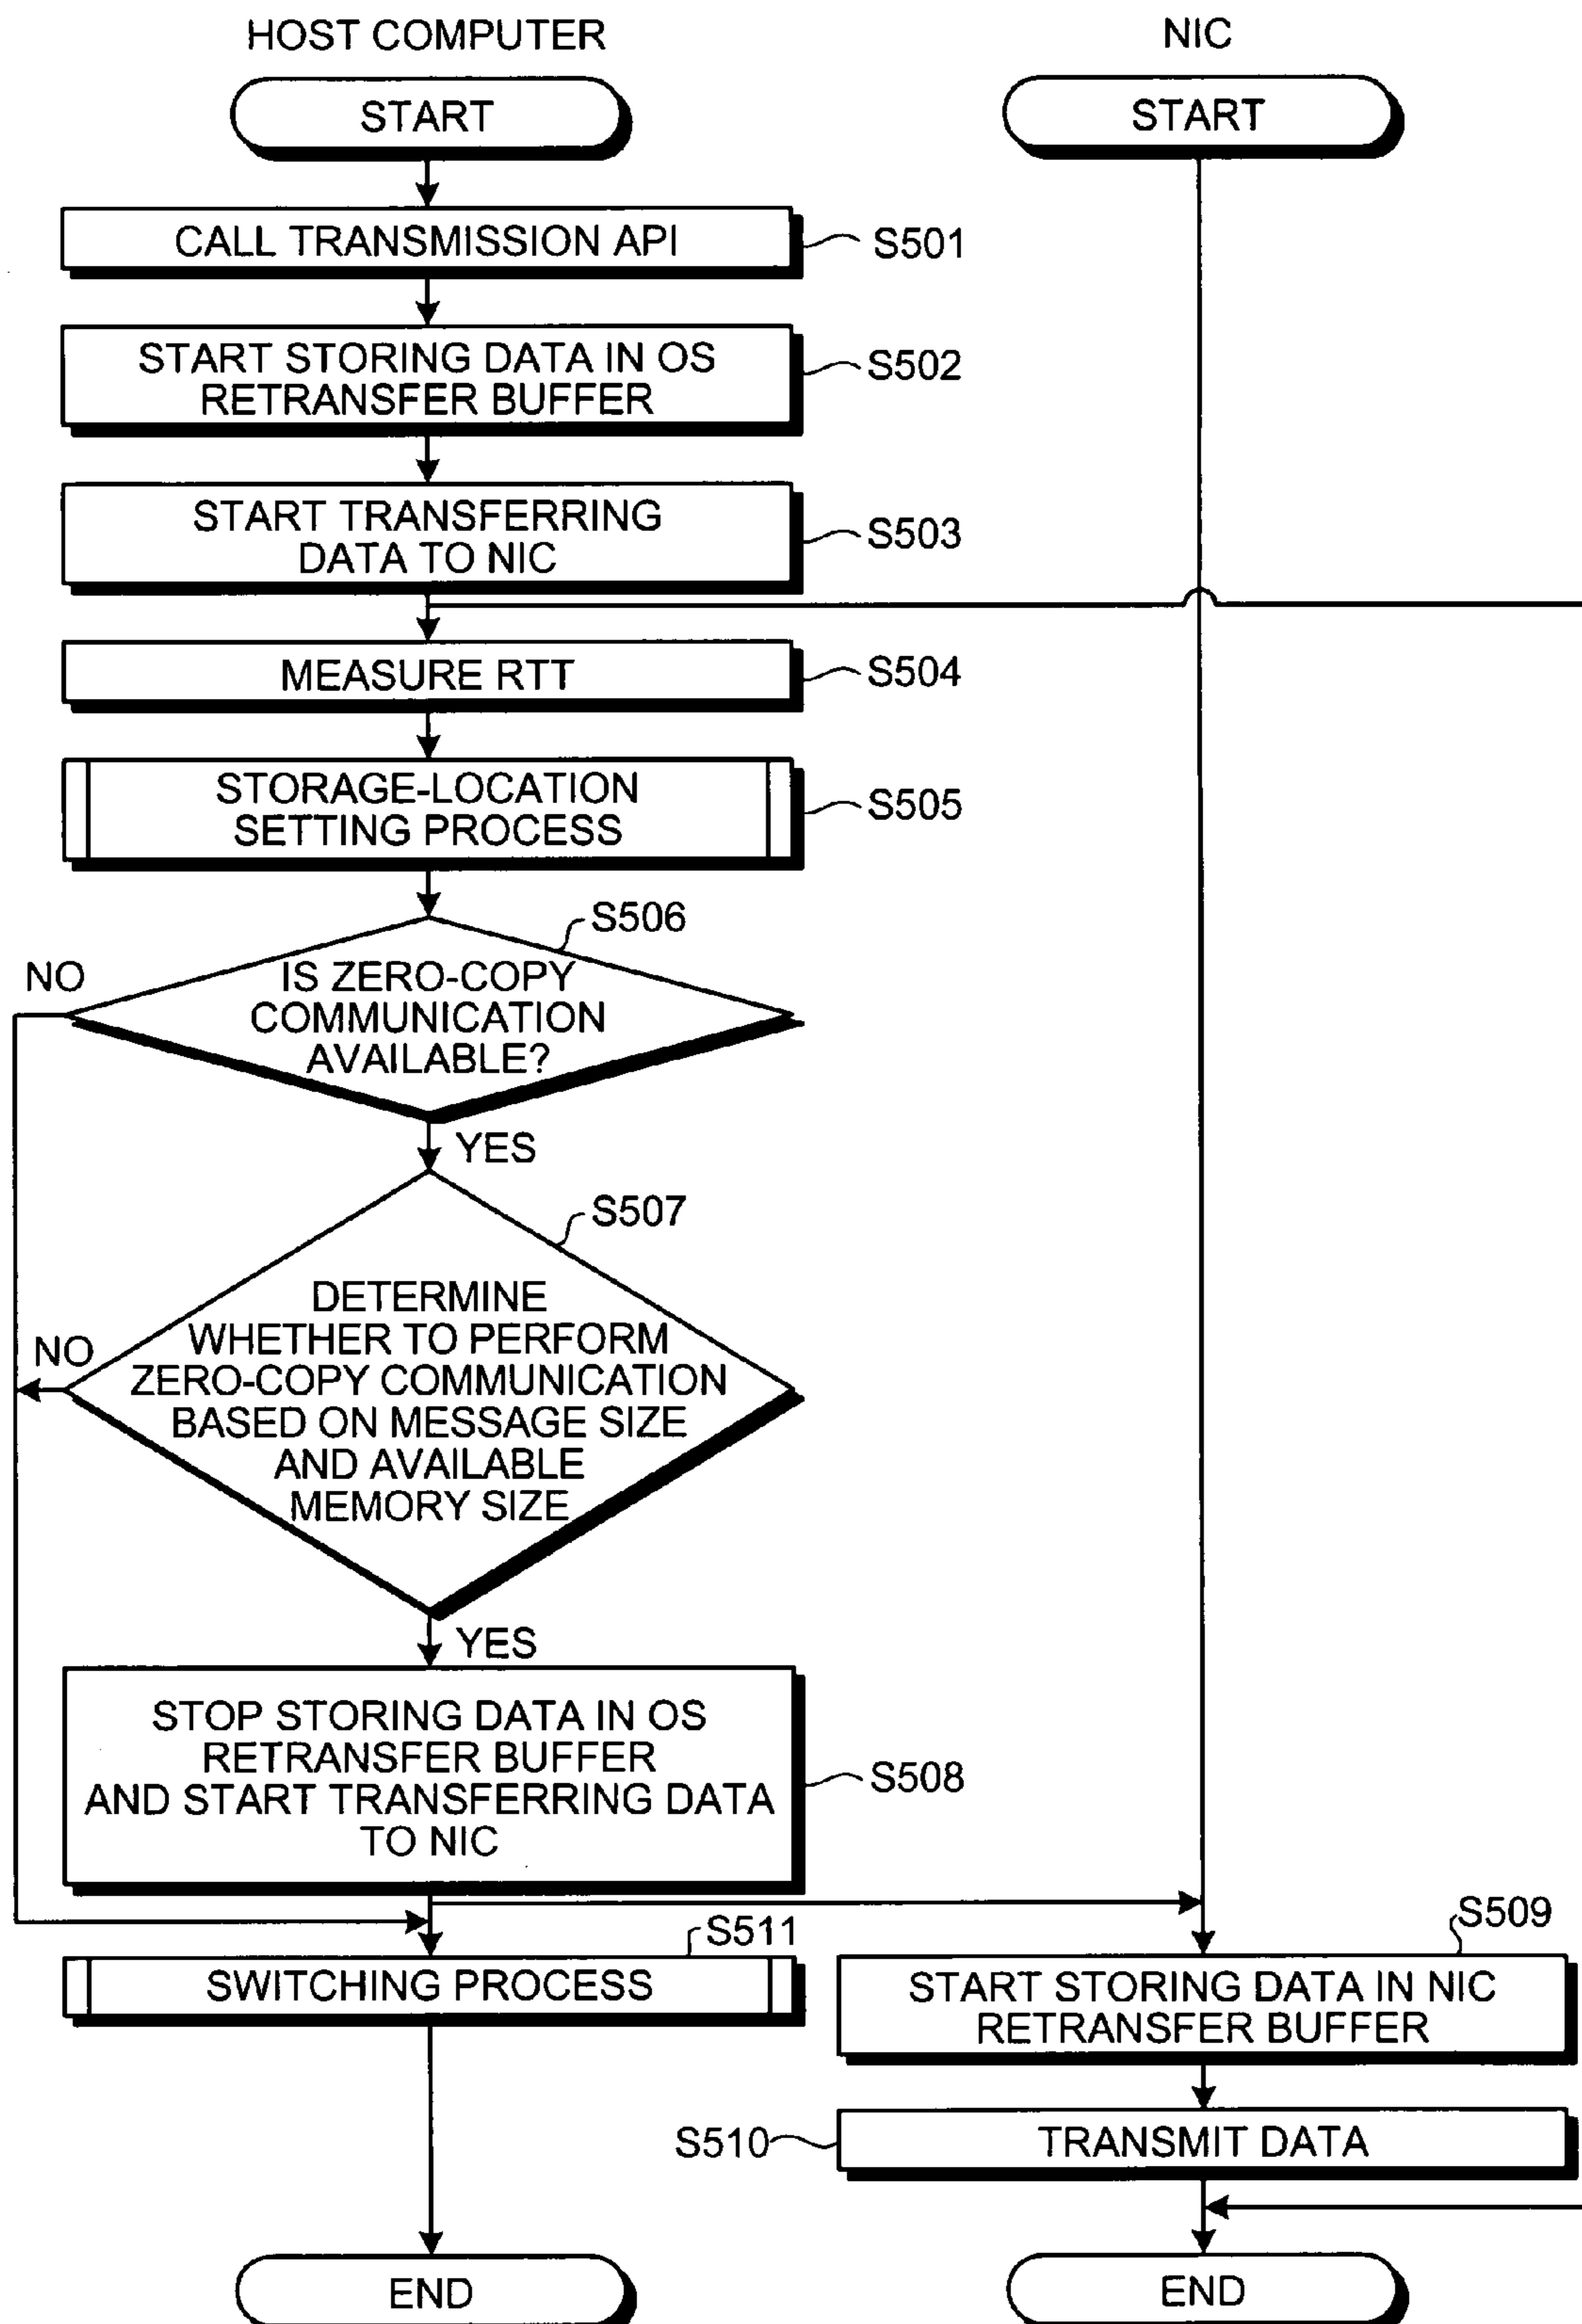 HOST COMPUTER
NIC
START
START
CALL TRANSMISSION API
S501
START STORING DATA IN OS
RETRANSFER BUFFER
S502
START TRANSFERRING
DATA TO NIC
S503
MEASURE RTT
S504
STORAGE-LOCATION
SETTING PROCESS
S505
S506
NO
IS ZERO-COPY
COMMUNICATION
AVAILABLE?
YES
S507
DETERMINE
WHETHER TO PERFORM
ZERO-COPY COMMUNICATION
BASED ON MESSAGE SIZE
AND AVAILABLE
MEMORY SIZE
NO
YES
STOP STORING DATA IN OS
RETRANSFER BUFFER
AND START TRANSFERRING DATA
TO NIC
S508
S511
SWITCHING PROCESS
S509
START STORING DATA IN NIC
RETRANSFER BUFFER
S510
TRANSMIT DATA
END
END